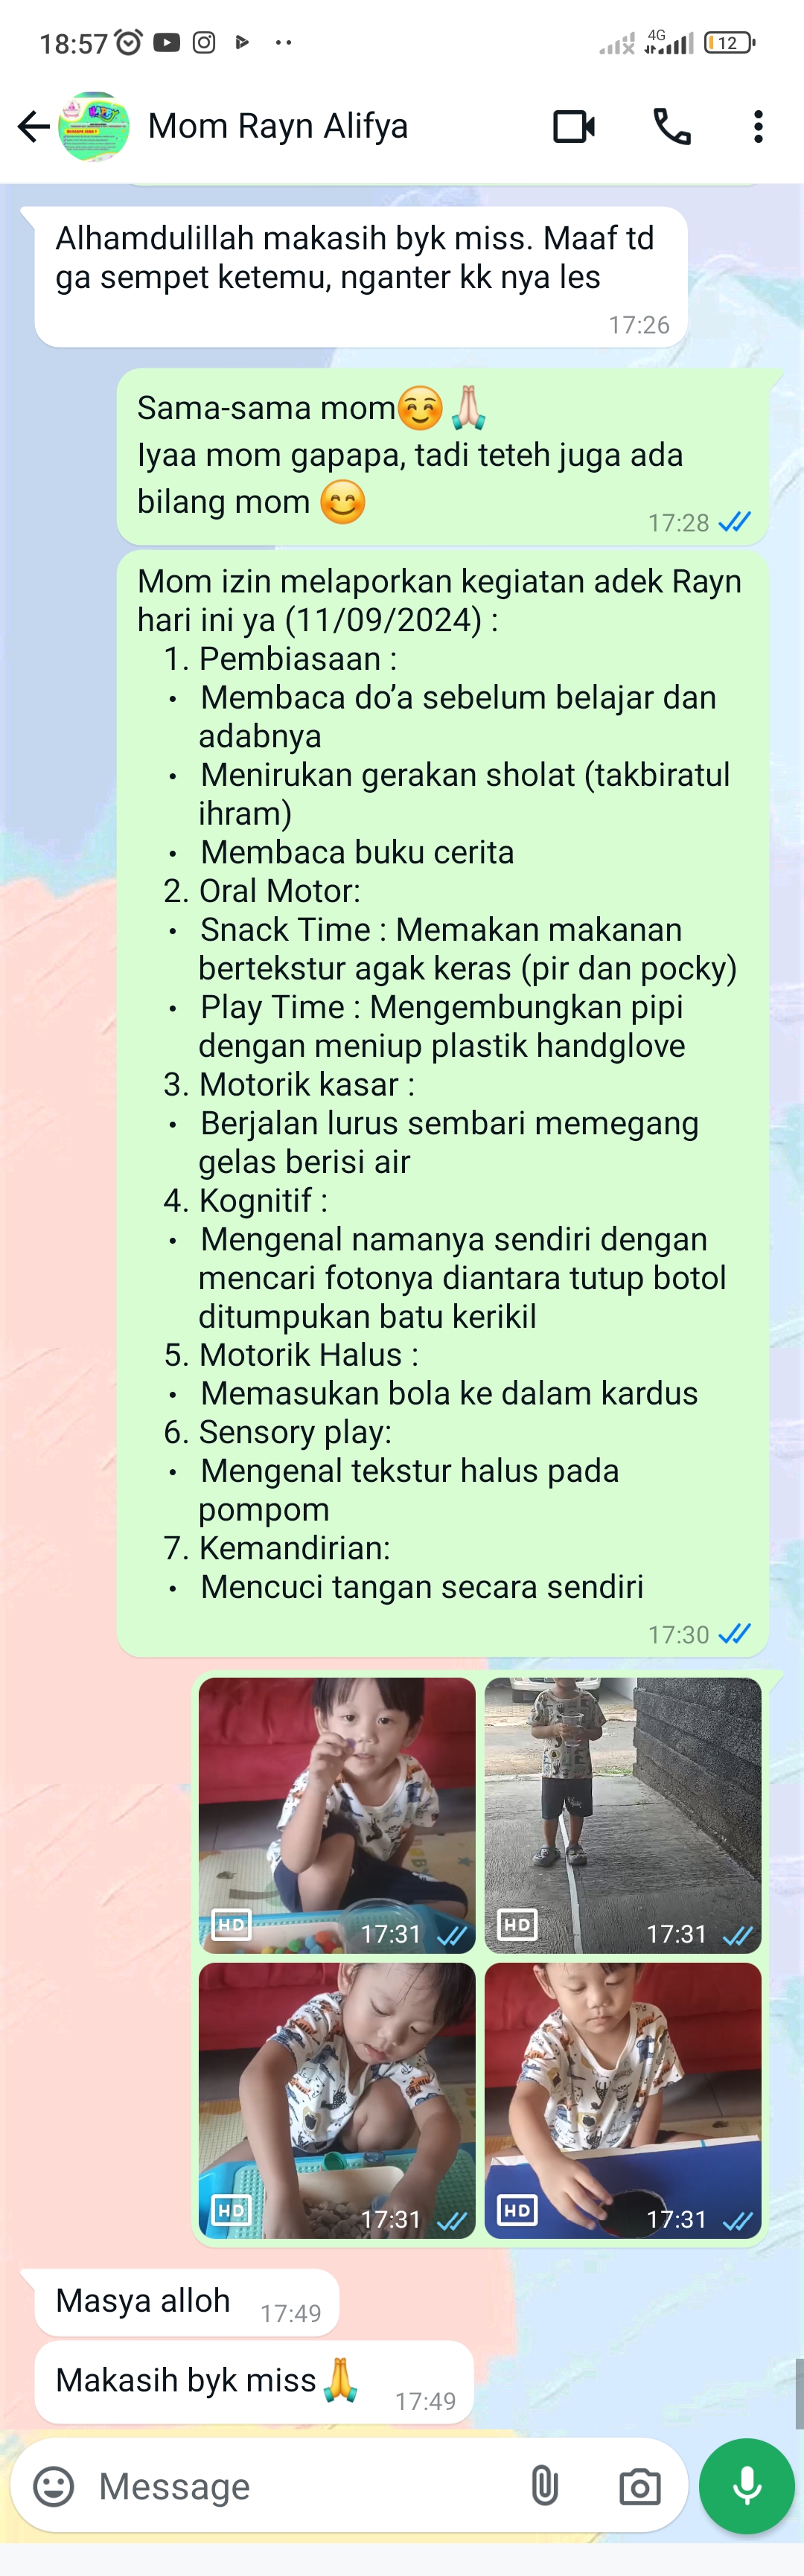 18:57
4G
12
Mom Rayn Alifya
Alhamdulillah makasih byk miss. Maaf td
ga sempet ketemu, nganter kk nya les
17:26
Sama-sama mom😊🙏🏻
Iyaa mom gapapa, tadi teteh juga ada
bilang mom 😊
17:28
Mom izin melaporkan kegiatan adek Rayn
hari ini ya (11/09/2024) :
1. Pembiasaan :
• Membaca do’a sebelum belajar dan
adabnya
• Menirukan gerakan sholat (takbiratul
ihram)
• Membaca buku cerita
2. Oral Motor:
• Snack Time : Memakan makanan
bertekstur agak keras (pir dan pocky)
• Play Time : Mengembungkan pipi
dengan meniup plastik handglove
3. Motorik kasar :
• Berjalan lurus sembari memegang
gelas berisi air
4. Kognitif :
• Mengenal namanya sendiri dengan
mencari fotonya diantara tutup botol
ditumpukan batu kerikil
5. Motorik Halus :
• Memasukan bola ke dalam kardus
6. Sensory play:
• Mengenal tekstur halus pada
pompom
7. Kemandirian:
• Mencuci tangan secara sendiri
17:30
HD 17:31
HD 17:31
HD 17:31
HD 17:31
Masya alloh 17:49
Makasih byk miss🙏 17:49
Message